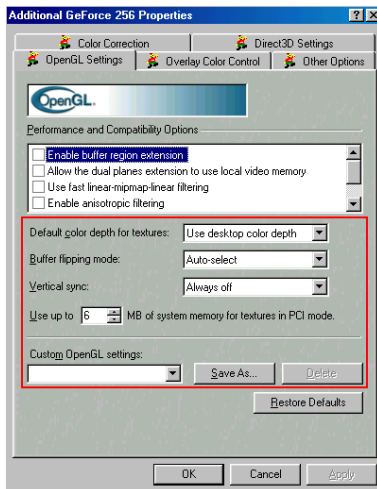 Additional GeForce 256 Properties
Color Correction
Direct3D Settings
OpenGL Settings
Overlay Color Control
Other Options
OpenGL.
Performance and Compatibility Options
Enable buffer region extension
Allow the dual planes extension to use local video memory
Use fast linear-mipmap-linear filtering
Enable anisotropic filtering
Default color depth for textures: Use desktop color depth
Buffer flipping mode: Auto-select
Vertical sync: Always off
Use up to 6 MB of system memory for textures in PCI mode.
Custom OpenGL settings:
Save As... Delete
Restore Defaults
OK Cancel Apply